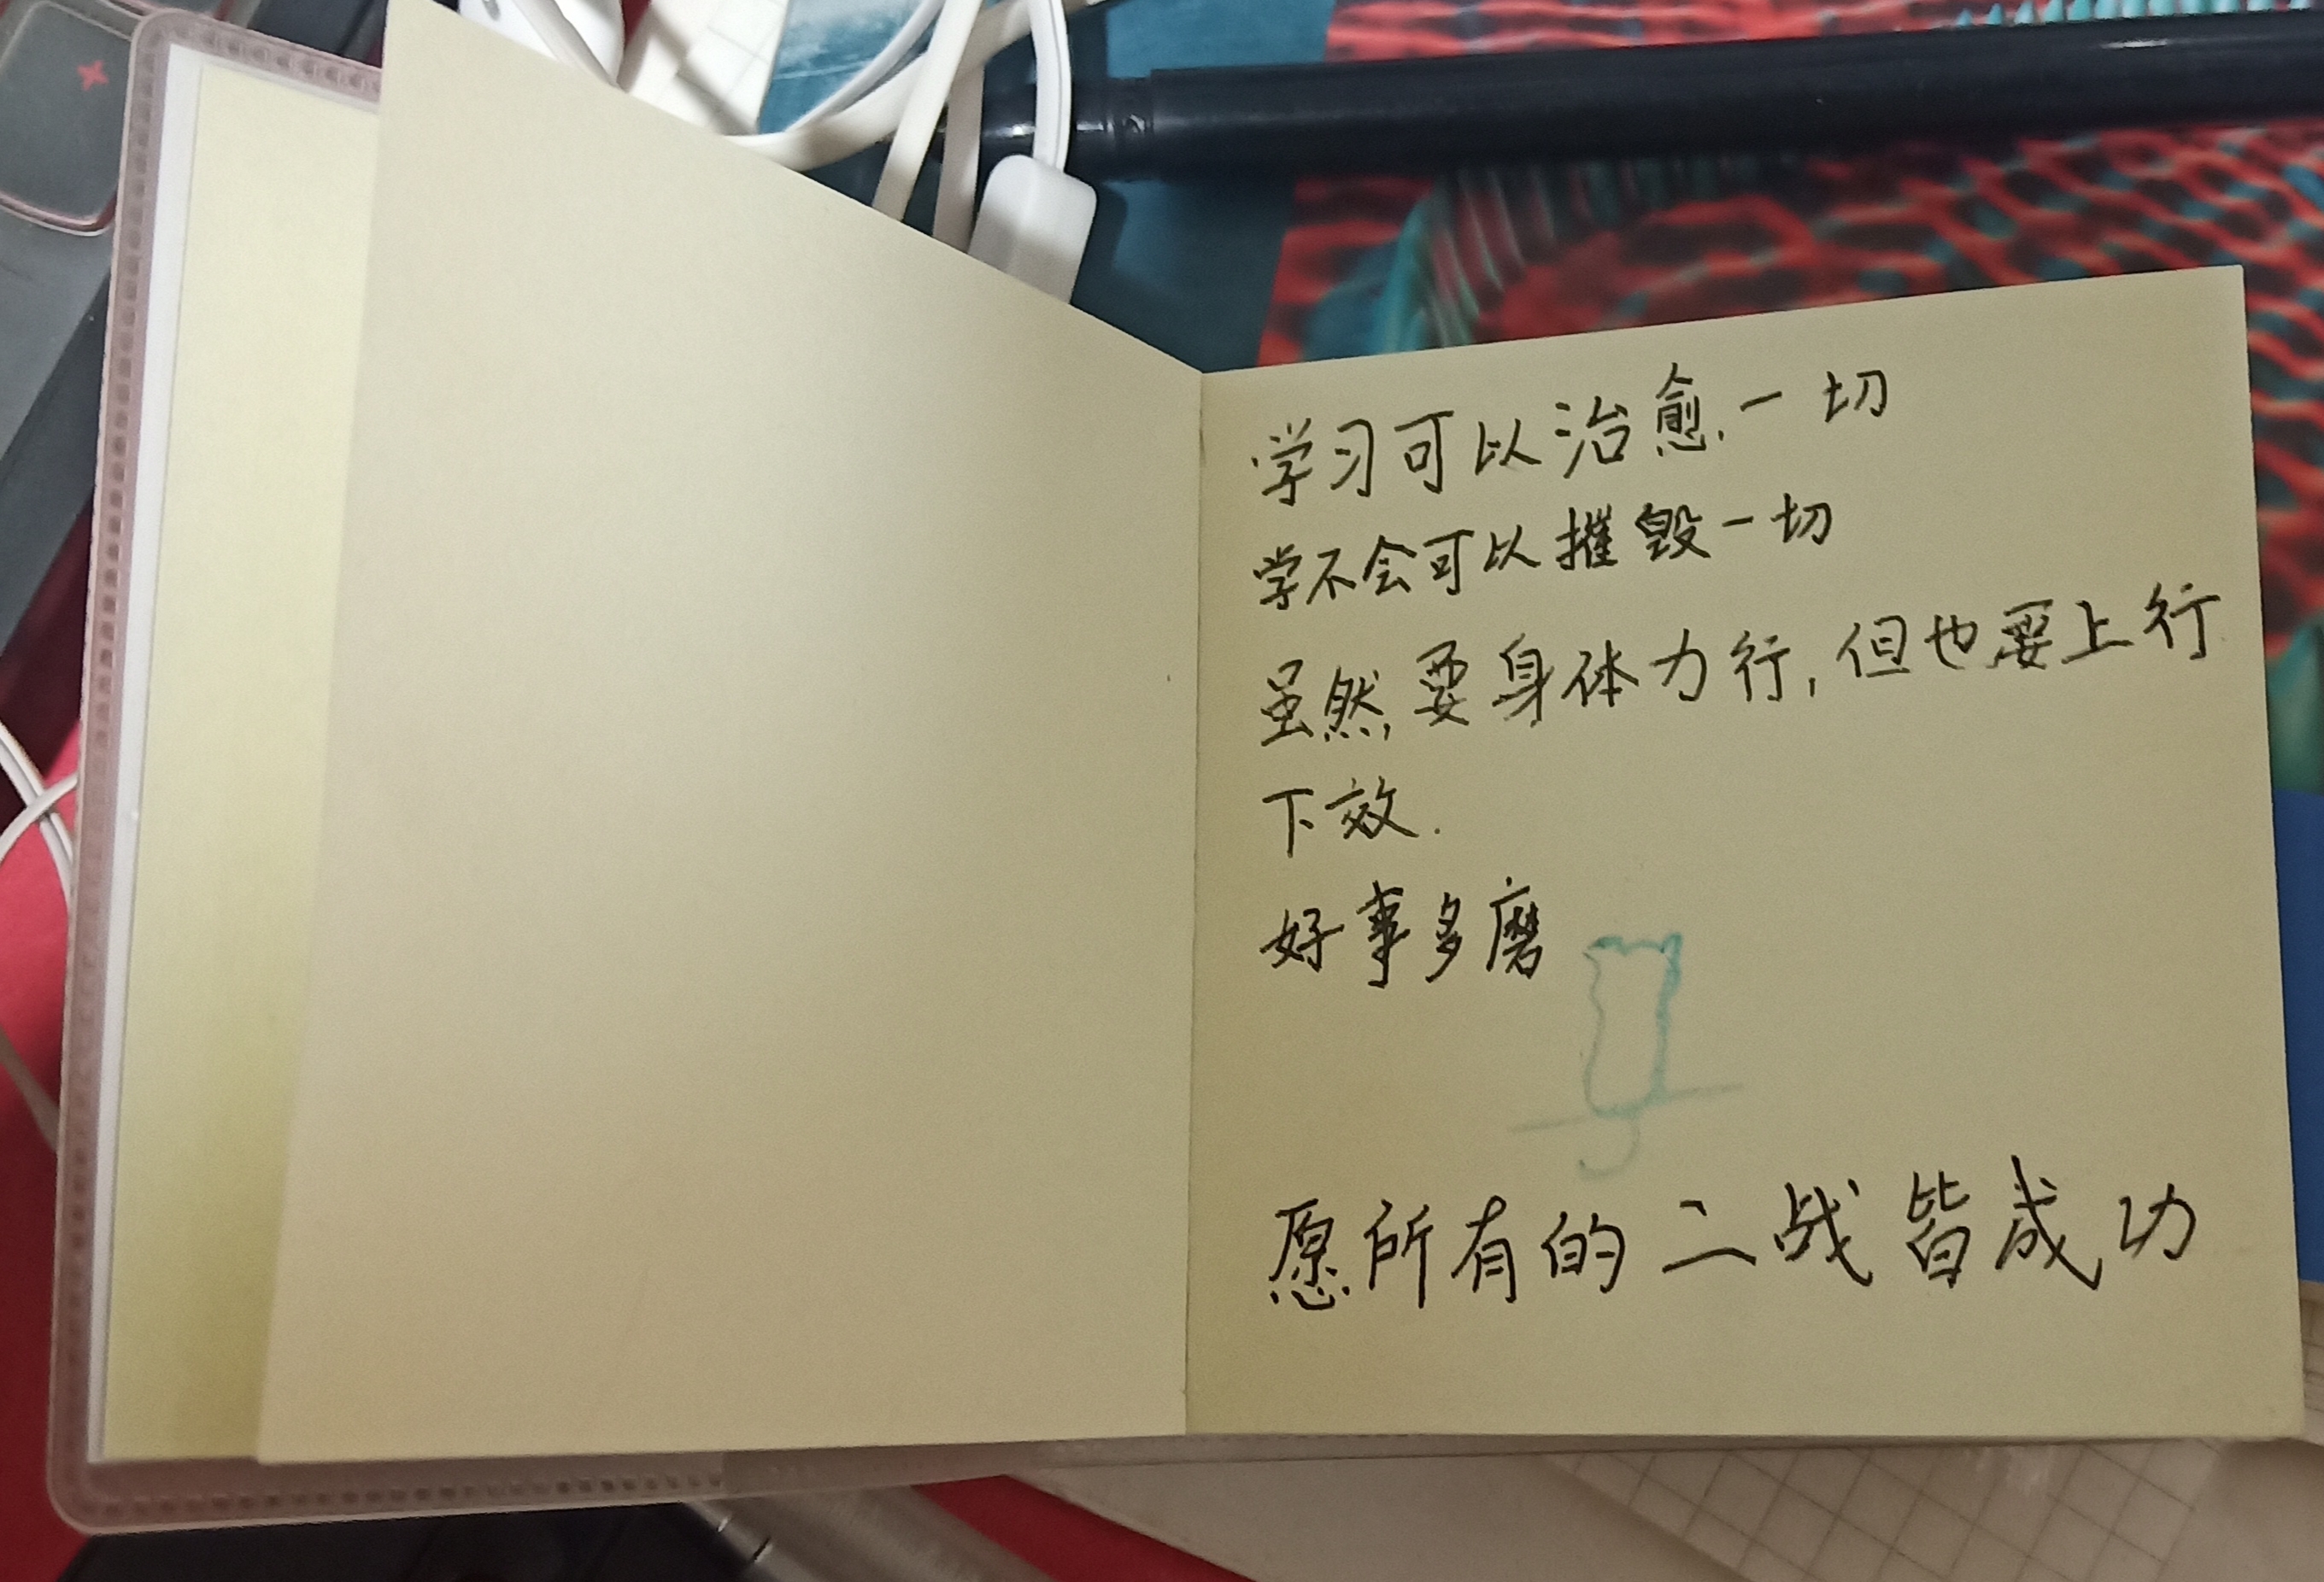 学习可以治愈一切
学不会可以摧毁一切
虽然要身体力行,但也要上行
下效.
好事多磨
愿所有的二战皆成功